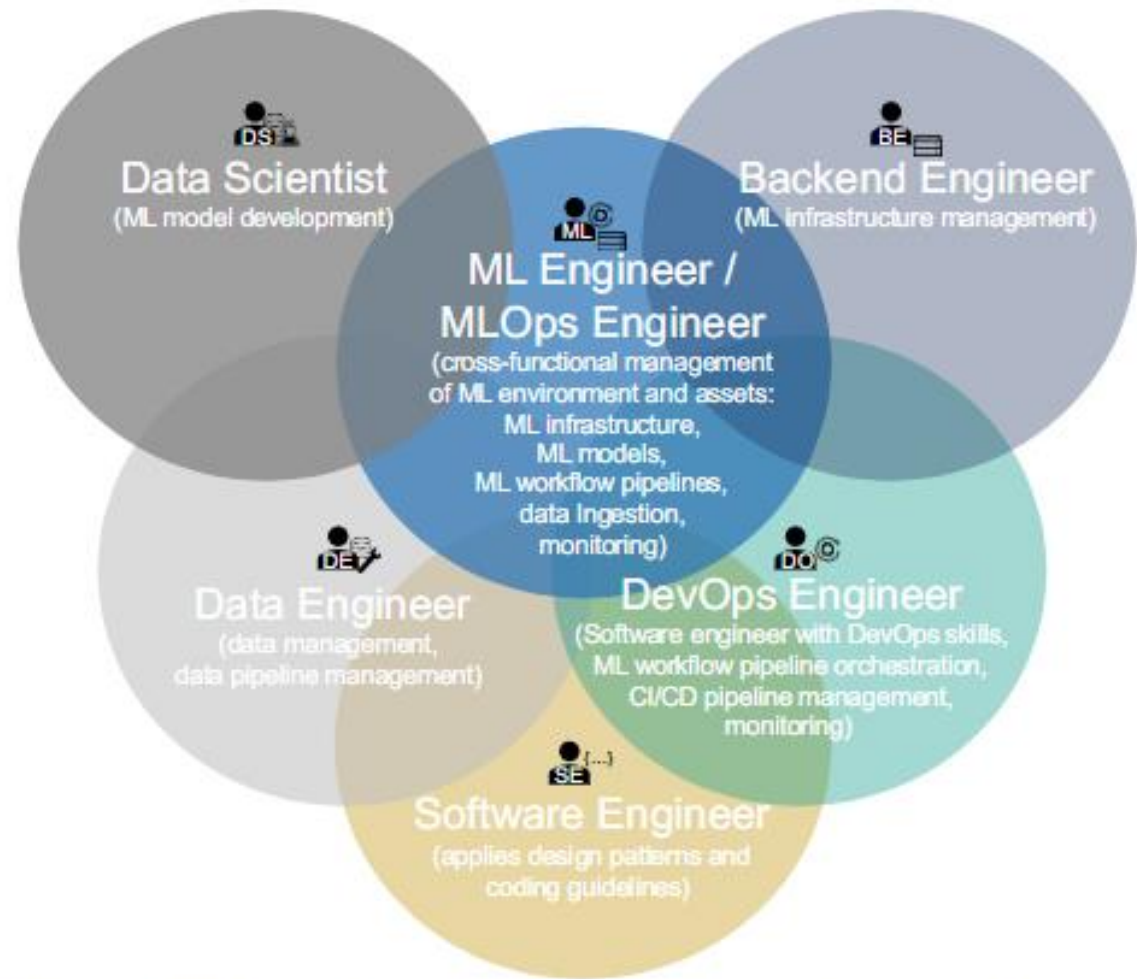 DS
Data Scientist
(ML model development)
BE
Backend Engineer
(ML infrastructure management)
ML
ML Engineer /
MLOps Engineer
(cross-functional management
of ML environment and assets:
ML infrastructure,
ML models,
ML workflow pipelines,
data Ingestion,
monitoring)
DE
Data Engineer
(data management,
data pipeline management)
DO
DevOps Engineer
(Software engineer with DevOps skills,
ML workflow pipeline orchestration,
CI/CD pipeline management,
monitoring)
SE {...}
Software Engineer
(applies design patterns and
coding guidelines)